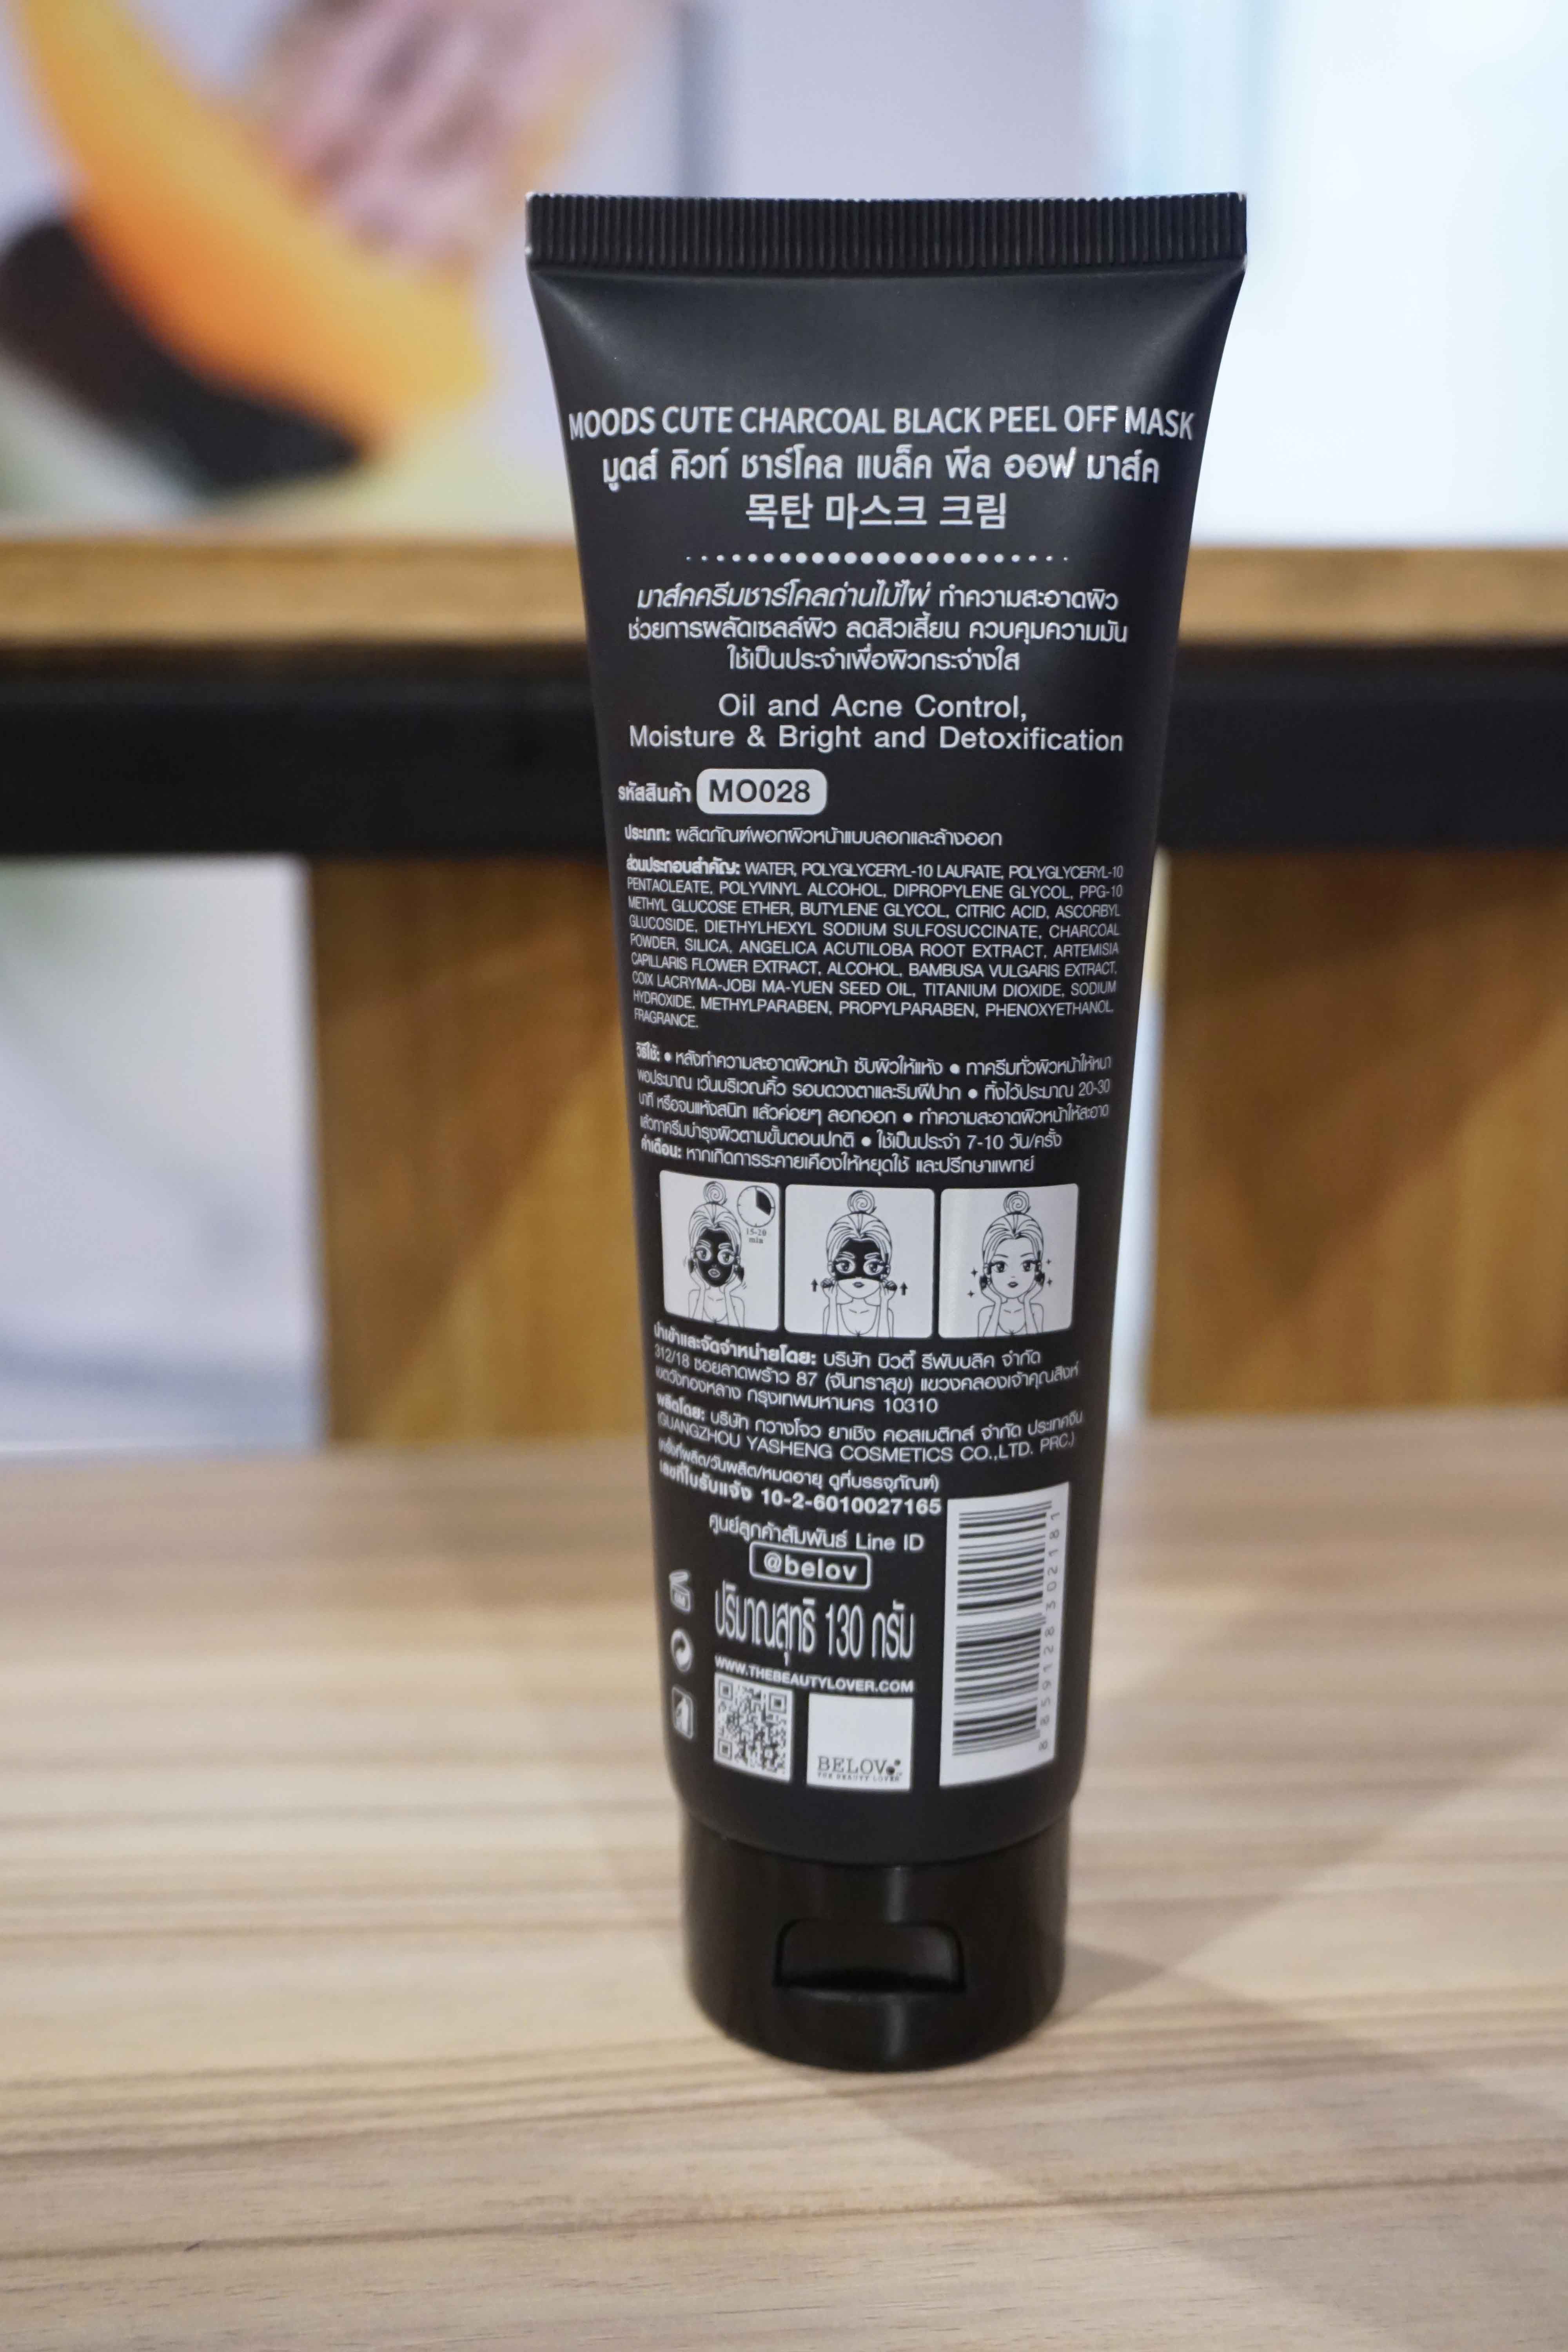 MOODS CUTE CHARCOAL BLACK PEEL OFF MASK
มูดส์ คิวท์ ชาร์โคล แบล็ค พีล ออฟ มาส์ค
목탄 마스크 크림
มาส์คครีมชาร์โคลถ่านไม้ไผ่ ทำความสะอาดผิว
ช่วยการผลัดเซลล์ผิว ลดสิวเสี้ยน ควบคุมความมัน
ใช้เป็นประจำเพื่อผิวกระจ่างใส
Oil and Acne Control,
Moisture & Bright and Detoxification
รหัสสินค้า MO028
ประเภท: ผลิตภัณฑ์พอกผิวหน้าแบบลอกและล้างออก
ส่วนประกอบสำคัญ: WATER, POLYGLYCERYL-10 LAURATE, POLYGLYCERYL-10
PENTAOLEATE, POLYVINYL ALCOHOL, DIPROPYLENE GLYCOL, PPG-10
METHYL GLUCOSE ETHER, BUTYLENE GLYCOL, CITRIC ACID, ASCORBYL
GLUCOSIDE, DIETHYLHEXYL SODIUM SULFOSUCCINATE, CHARCOAL
POWDER, SILICA, ANGELICA ACUTILOBA ROOT EXTRACT, ARTEMISIA
CAPILLARIS FLOWER EXTRACT, ALCOHOL, BAMBUSA VULGARIS EXTRACT,
COIX LACRYMA-JOBI MA-YUEN SEED OIL, TITANIUM DIOXIDE, SODIUM
HYDROXIDE, METHYLPARABEN, PROPYLPARABEN, PHENOXYETHANOL,
FRAGRANCE.
วิธีใช้: • หลังทำความสะอาดผิวหน้า ซับผิวให้แห้ง • ทาครีมทั่วผิวหน้าให้หนา
พอประมาณ เว้นบริเวณคิ้ว รอบดวงตาและริมฝีปาก • ทิ้งไว้ประมาณ 20-30
นาที หรือจนแห้งสนิท แล้วค่อยๆ ลอกออก • ทำความสะอาดผิวหน้าให้สะอาด
แล้วทาครีมบำรุงผิวตามขั้นตอนปกติ • ใช้เป็นประจำ 7-10 วัน/ครั้ง
คำเตือน: หากเกิดการระคายเคืองให้หยุดใช้ และปรึกษาแพทย์
15-20
min
นำเข้าและจัดจำหน่ายโดย: บริษัท บิวตี้ รีพับบลิค จำกัด
312/18 ซอยลาดพร้าว 87 (จันทราสุข) แขวงคลองเจ้าคุณสิงห์
เขตวังทองหลาง กรุงเทพมหานคร 10310
ผลิตโดย: บริษัท กวางโจว ยาเชิง คอสเมติกส์ จำกัด ประเทศจีน
(GUANGZHOU YASHENG COSMETICS CO.,LTD. PRC.)
(ครั้งที่ผลิต/วันผลิต/หมดอายุ ดูที่บรรจุภัณฑ์)
เลขที่ใบรับแจ้ง 10-2-6010027165
ศูนย์ลูกค้าสัมพันธ์ Line ID
@belov
ปริมาณสุทธิ 130 กรัม
WWW.THEBEAUTYLOVER.COM
BELOV
THE BEAUTY LOVER
8 859128 302181